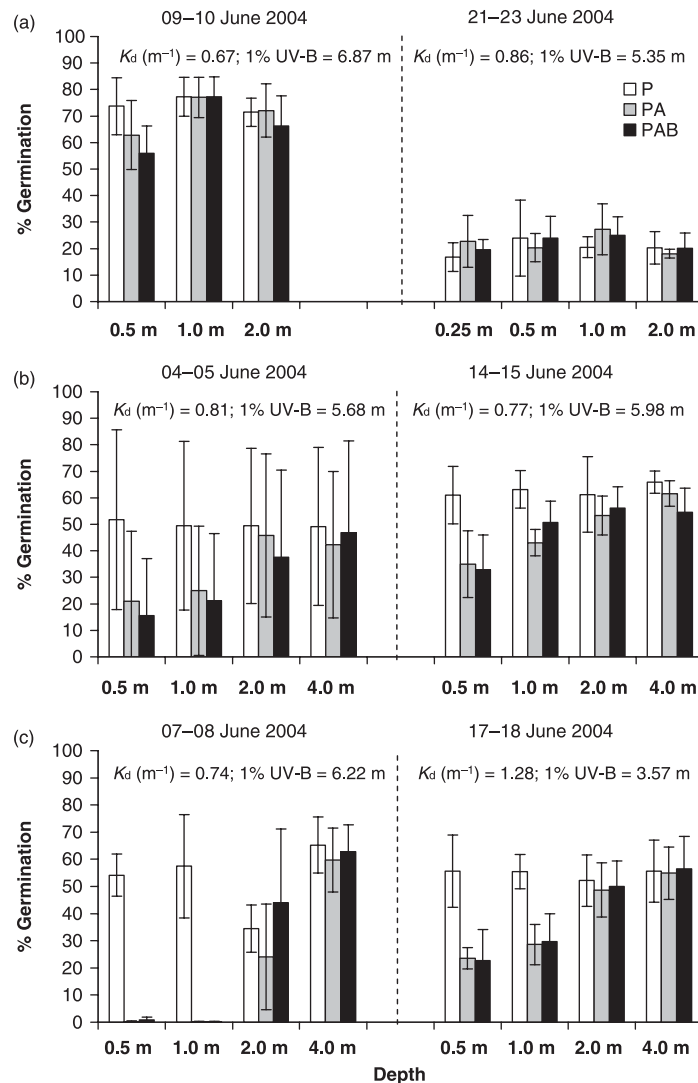 (a) 09–10 June 2004 21–23 June 2004
Kd (m⁻¹) = 0.67; 1% UV-B = 6.87 m Kd (m⁻¹) = 0.86; 1% UV-B = 5.35 m
P
PA
PAB
% Germination
100
90
80
70
60
50
40
30
20
10
0
0.5 m 1.0 m 2.0 m 0.25 m 0.5 m 1.0 m 2.0 m
(b) 04–05 June 2004 14–15 June 2004
Kd (m⁻¹) = 0.81; 1% UV-B = 5.68 m Kd (m⁻¹) = 0.77; 1% UV-B = 5.98 m
% Germination
100
90
80
70
60
50
40
30
20
10
0
0.5 m 1.0 m 2.0 m 4.0 m 0.5 m 1.0 m 2.0 m 4.0 m
(c) 07–08 June 2004 17–18 June 2004
Kd (m⁻¹) = 0.74; 1% UV-B = 6.22 m Kd (m⁻¹) = 1.28; 1% UV-B = 3.57 m
% Germination
100
90
80
70
60
50
40
30
20
10
0
0.5 m 1.0 m 2.0 m 4.0 m 0.5 m 1.0 m 2.0 m 4.0 m
Depth